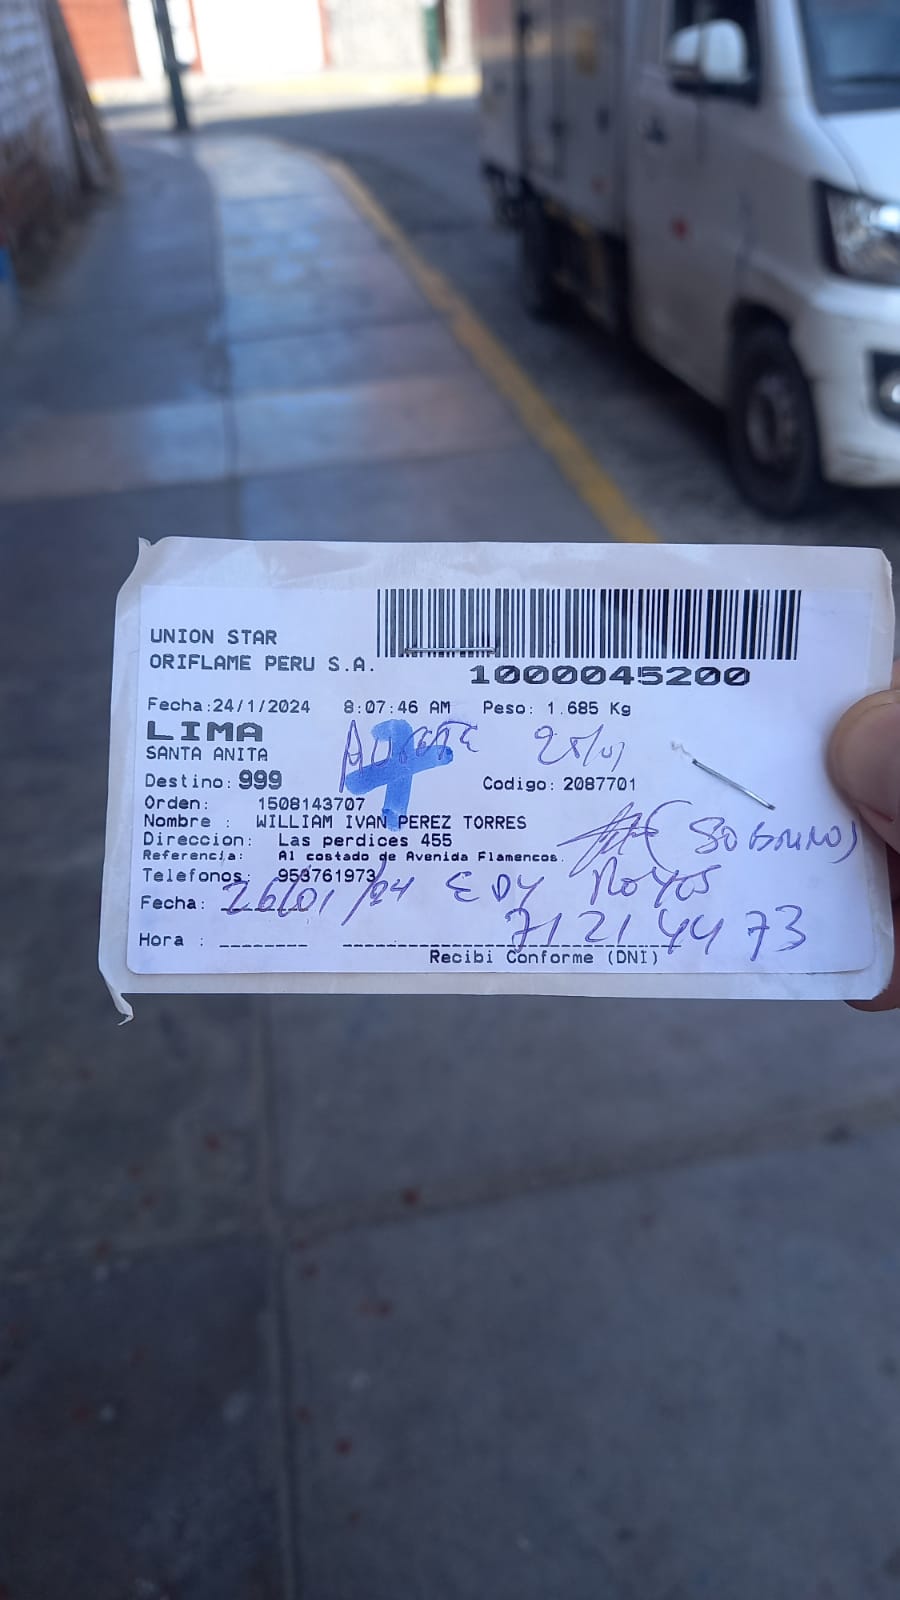 UNION STAR
ORIFLAME PERU S.A.
1000045200
Fecha:24/1/2024 8:07:46 AM Peso: 1.685 Kg
LIMA
SANTA ANITA
Destino: 999 Codigo: 2087701
Orden: 1508143707
Nombre : WILLIAM IVAN PEREZ TORRES
Direccion: Las perdices 455
(SOBRINO)
Referencia: Al costado de Avenida Flamencos.
Telefonos: 953761973
Fecha: 26/01/24 EDY ROYOS
71214473
Hora : ________ ______________________________
Recibi Conforme (DNI)